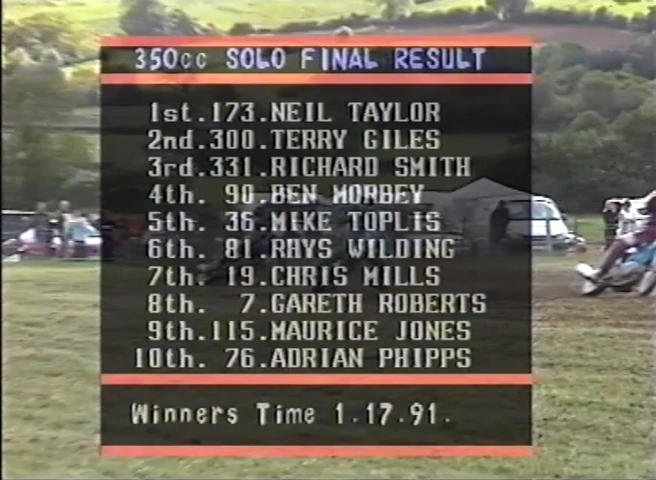 350cc SOLO FINAL RESULT
1st.173.NEIL TAYLOR
2nd.300.TERRY GILES
3rd.331.RICHARD SMITH
4th. 90.BEN MORBEY
5th. 36.MIKE TOPLIS
6th. 81.RHYS WILDING
7th. 19.CHRIS MILLS
8th. 7.GARETH ROBERTS
9th.115.MAURICE JONES
10th. 76.ADRIAN PHIPPS
Winners Time 1.17.91.